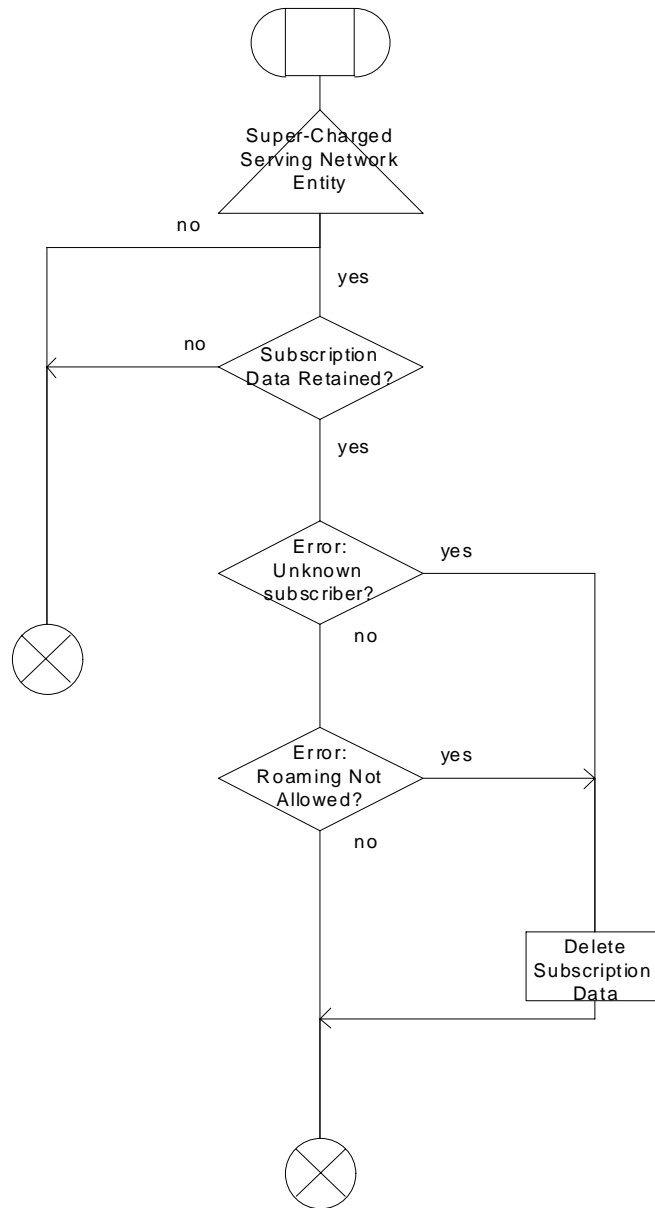 Super-Charged
Serving Network
Entity
no
yes
no
Subscription
Data Retained?
yes
Error:
Unknown
subscriber?
yes
no
Error:
Roaming Not
Allowed?
yes
no
Delete
Subscription
Data